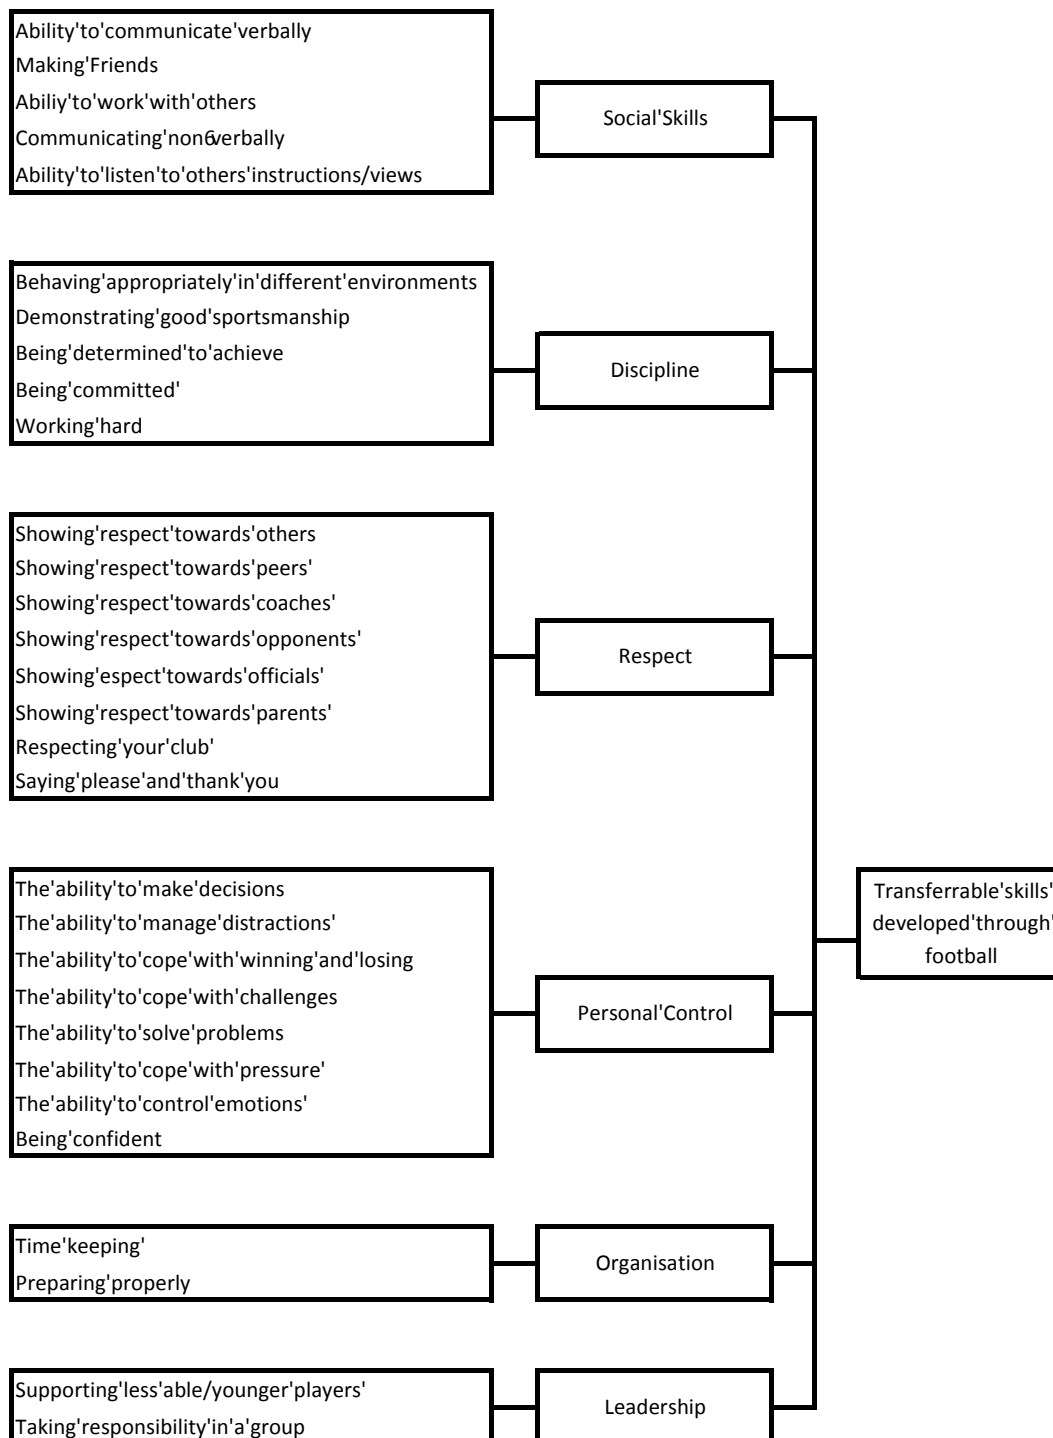 Ability'to'communicate'verbally
Making'Friends
Abiliy'to'work'with'others
Communicating'non6verbally
Ability'to'listen'to'others'instructions/views
Social'Skills
Behaving'appropriately'in'different'environments
Demonstrating'good'sportsmanship
Being'determined'to'achieve
Being'committed'
Working'hard
Discipline
Showing'respect'towards'others
Showing'respect'towards'peers'
Showing'respect'towards'coaches'
Showing'respect'towards'opponents'
Showing'espect'towards'officials'
Showing'respect'towards'parents'
Respecting'your'club'
Saying'please'and'thank'you
Respect
The'ability'to'make'decisions
The'ability'to'manage'distractions'
The'ability'to'cope'with'winning'and'losing
The'ability'to'cope'with'challenges
The'ability'to'solve'problems
The'ability'to'cope'with'pressure'
The'ability'to'control'emotions'
Being'confident
Personal'Control
Transferrable'skills'
developed'through'
football
Time'keeping'
Preparing'properly
Organisation
Supporting'less'able/younger'players'
Taking'responsibility'in'a'group
Leadership